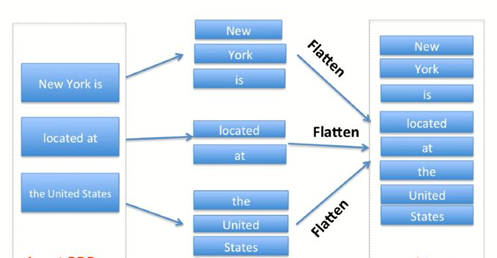 New York is
located at
the United States
New
York
is
located
at
the
United
States
Flatten
Flatten
Flatten
New
York
is
located
at
the
United
States